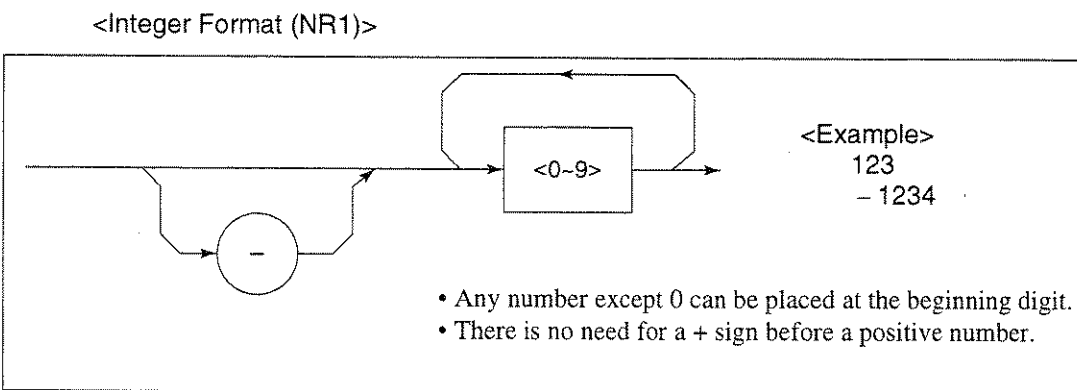 <Integer Format (NR1)>
<0~9>
–
<Example>
123
– 1234
• Any number except 0 can be placed at the beginning digit.
• There is no need for a + sign before a positive number.